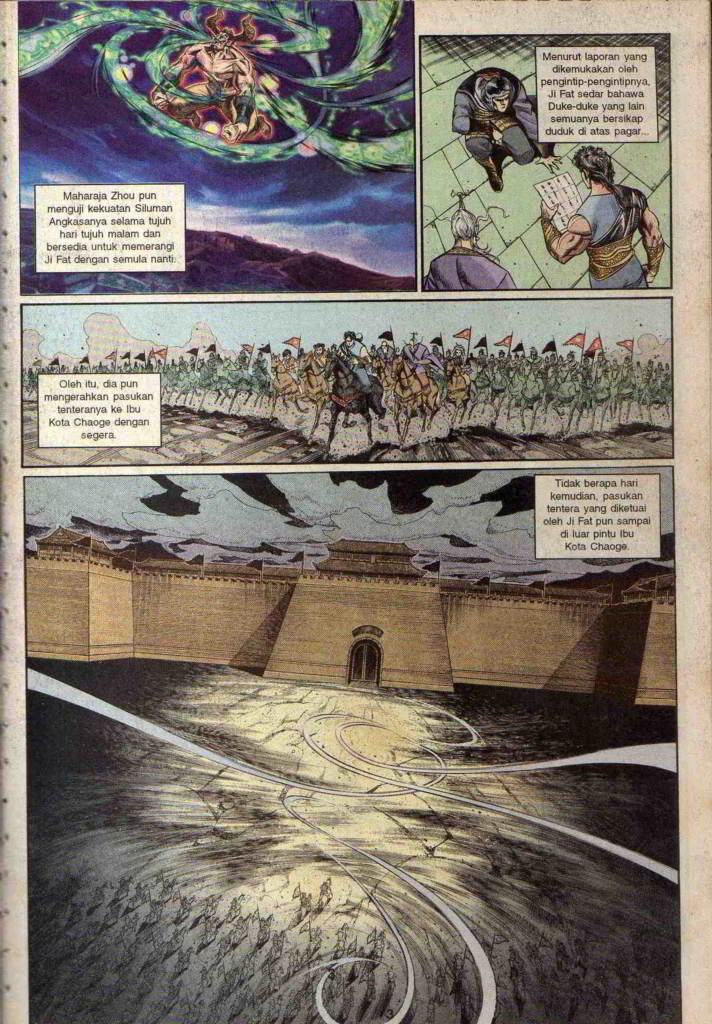 Maharaja Zhou pun
menguji kekuatan Siluman
Angkasanya selama tujuh
hari tujuh malam dan
bersedia untuk memerangi
Ji Fat dengan semula nanti.
Menurut laporan yang
dikemukakan oleh
pengintip-pengintipnya,
Ji Fat sedar bahawa
Duke-duke yang lain
semuanya bersikap
duduk di atas pagar...
Oleh itu, dia pun
mengerahkan pasukan
tenteranya ke Ibu
Kota Chaoge dengan
segera.
Tidak berapa hari
kemudian, pasukan
tentera yang diketuai
oleh Ji Fat pun sampai
di luar pintu Ibu
Kota Chaoge.
3